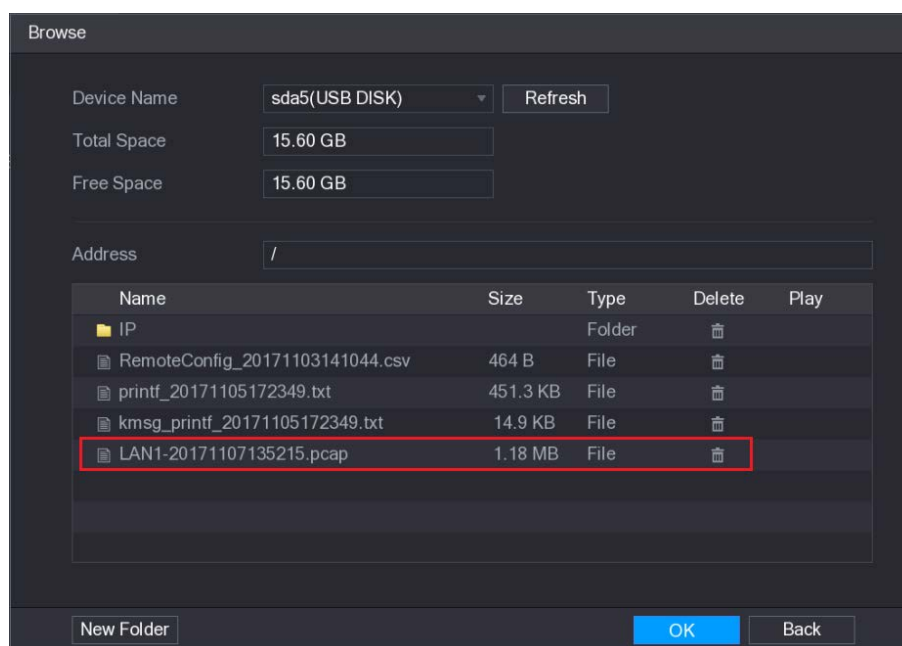 Browse
Device Name sda5(USB DISK) Refresh
Total Space 15.60 GB
Free Space 15.60 GB
Address /
Name Size Type Delete Play
IP Folder
RemoteConfig_20171103141044.csv 464 B File
printf_20171105172349.txt 451.3 KB File
kmsg_printf_20171105172349.txt 14.9 KB File
LAN1-20171107135215.pcap 1.18 MB File
New Folder OK Back